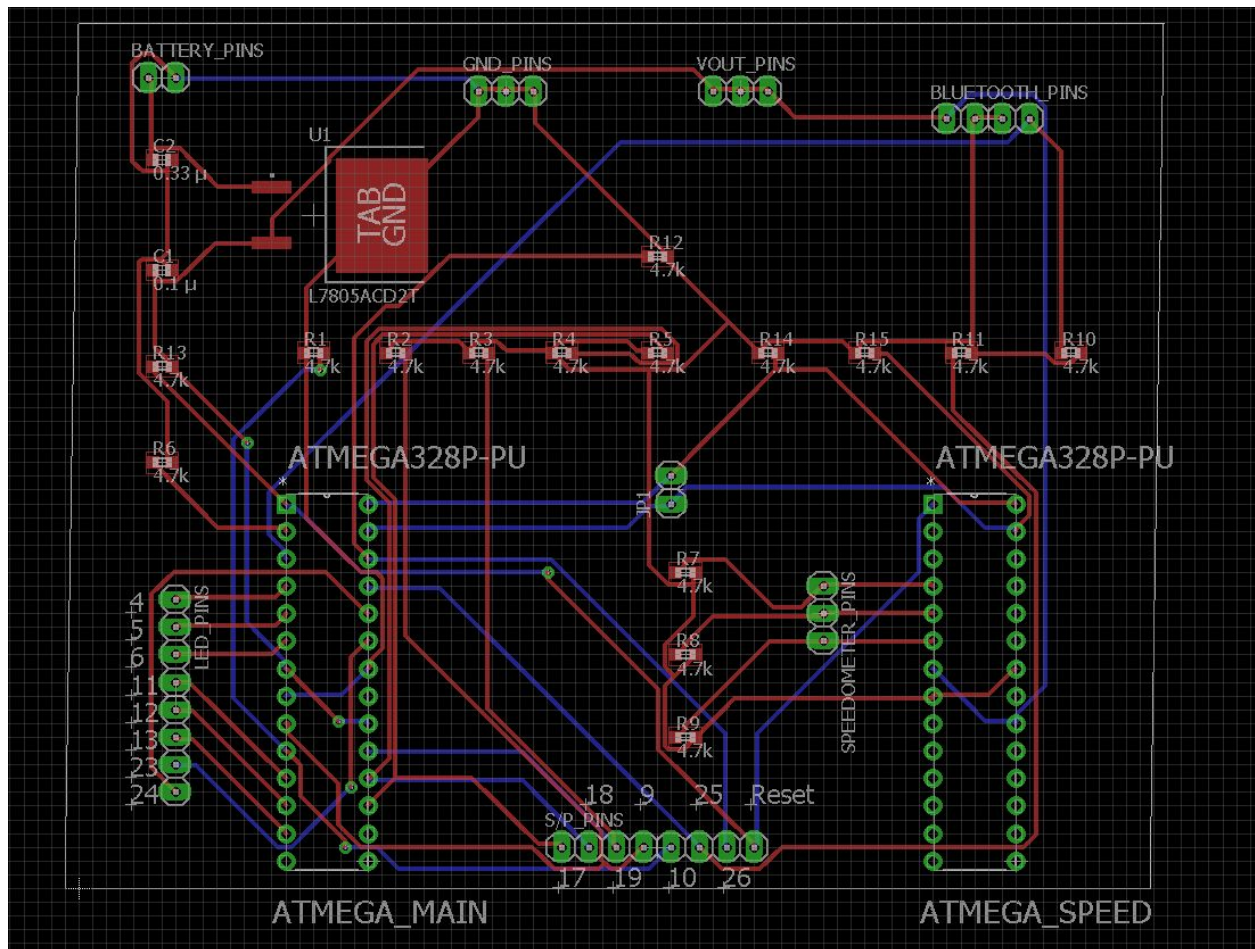 BATTERY_PINS
GND_PINS
VOUT_PINS
BLUETOOTH_PINS
U1
C2
0.33 µ
TAB
GND
R12
4.7k
C1
0.1 µ
L7805ACD2T
R13
4.7k
R1
4.7k
R2
4.7k
R3
4.7k
R4
4.7k
R5
4.7k
R14
4.7k
R15
4.7k
R11
4.7k
R10
4.7k
R6
4.7k
ATMEGA328P-PU
ATMEGA328P-PU
*
*
JP1
R7
4.7k
R8
4.7k
R9
4.7k
SPEEDOMETER_PINS
LED_PINS
4
5
6
11
12
13
23
24
18
9
25
Reset
S/P_PINS
17
19
10
26
ATMEGA_MAIN
ATMEGA_SPEED